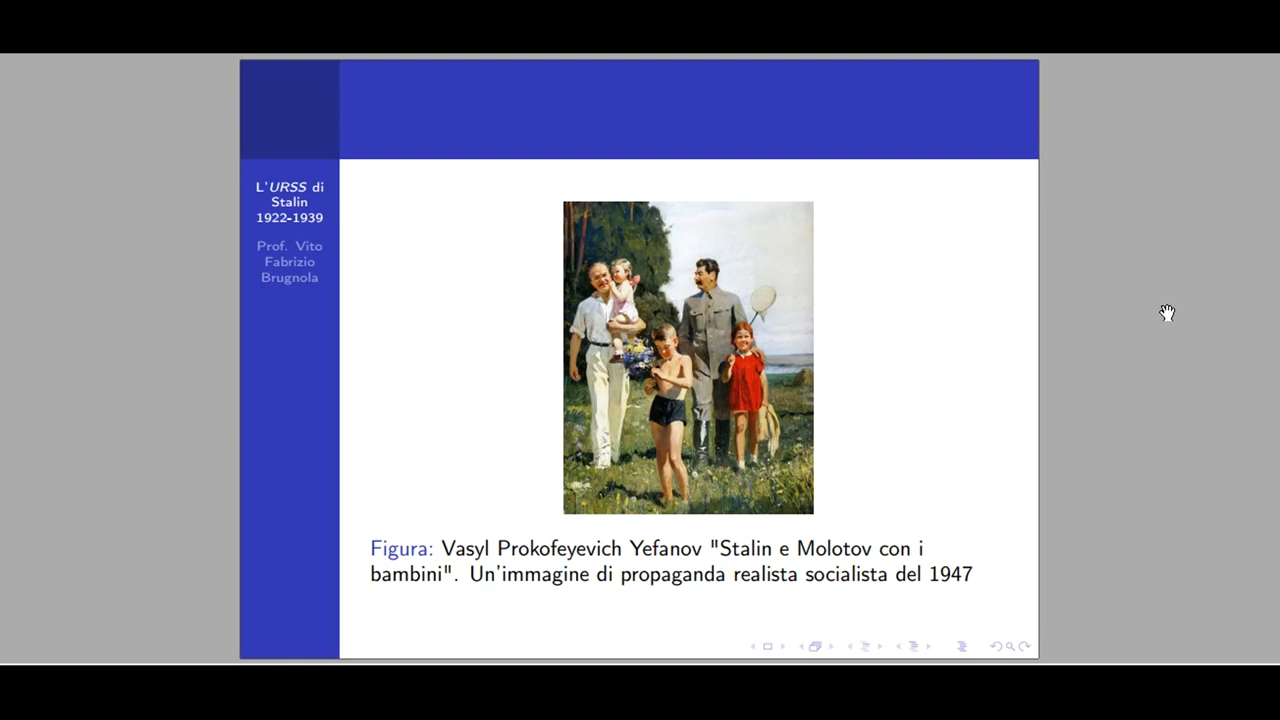 L'URSS di
Stalin
1922-1939
Prof. Vito
Fabrizio
Brugnola
Figura: Vasyl Prokofeyevich Yefanov "Stalin e Molotov con i
bambini". Un'immagine di propaganda realista socialista del 1947